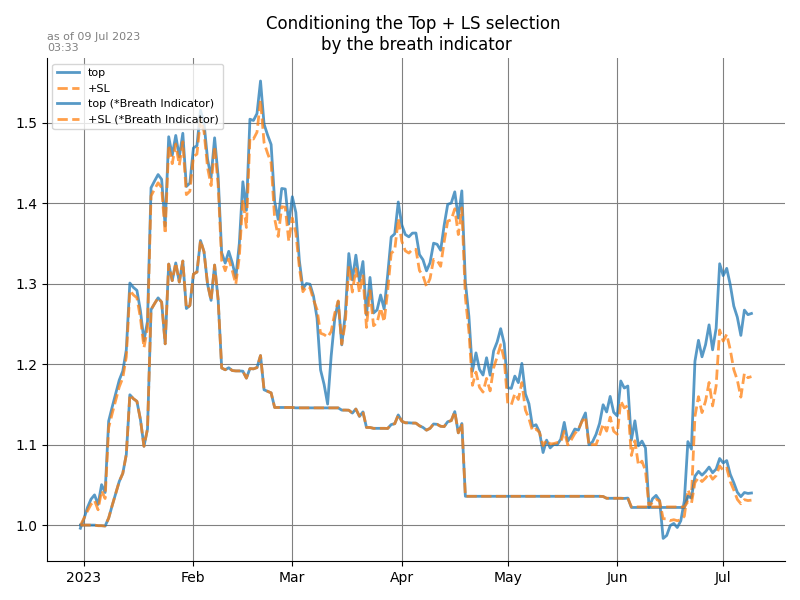 Conditioning the Top + LS selection
by the breath indicator
as of 09 Jul 2023
03:33
top
+SL
top (*Breath Indicator)
+SL (*Breath Indicator)
1.5
1.4
1.3
1.2
1.1
1.0
2023 Feb Mar Apr May Jun Jul